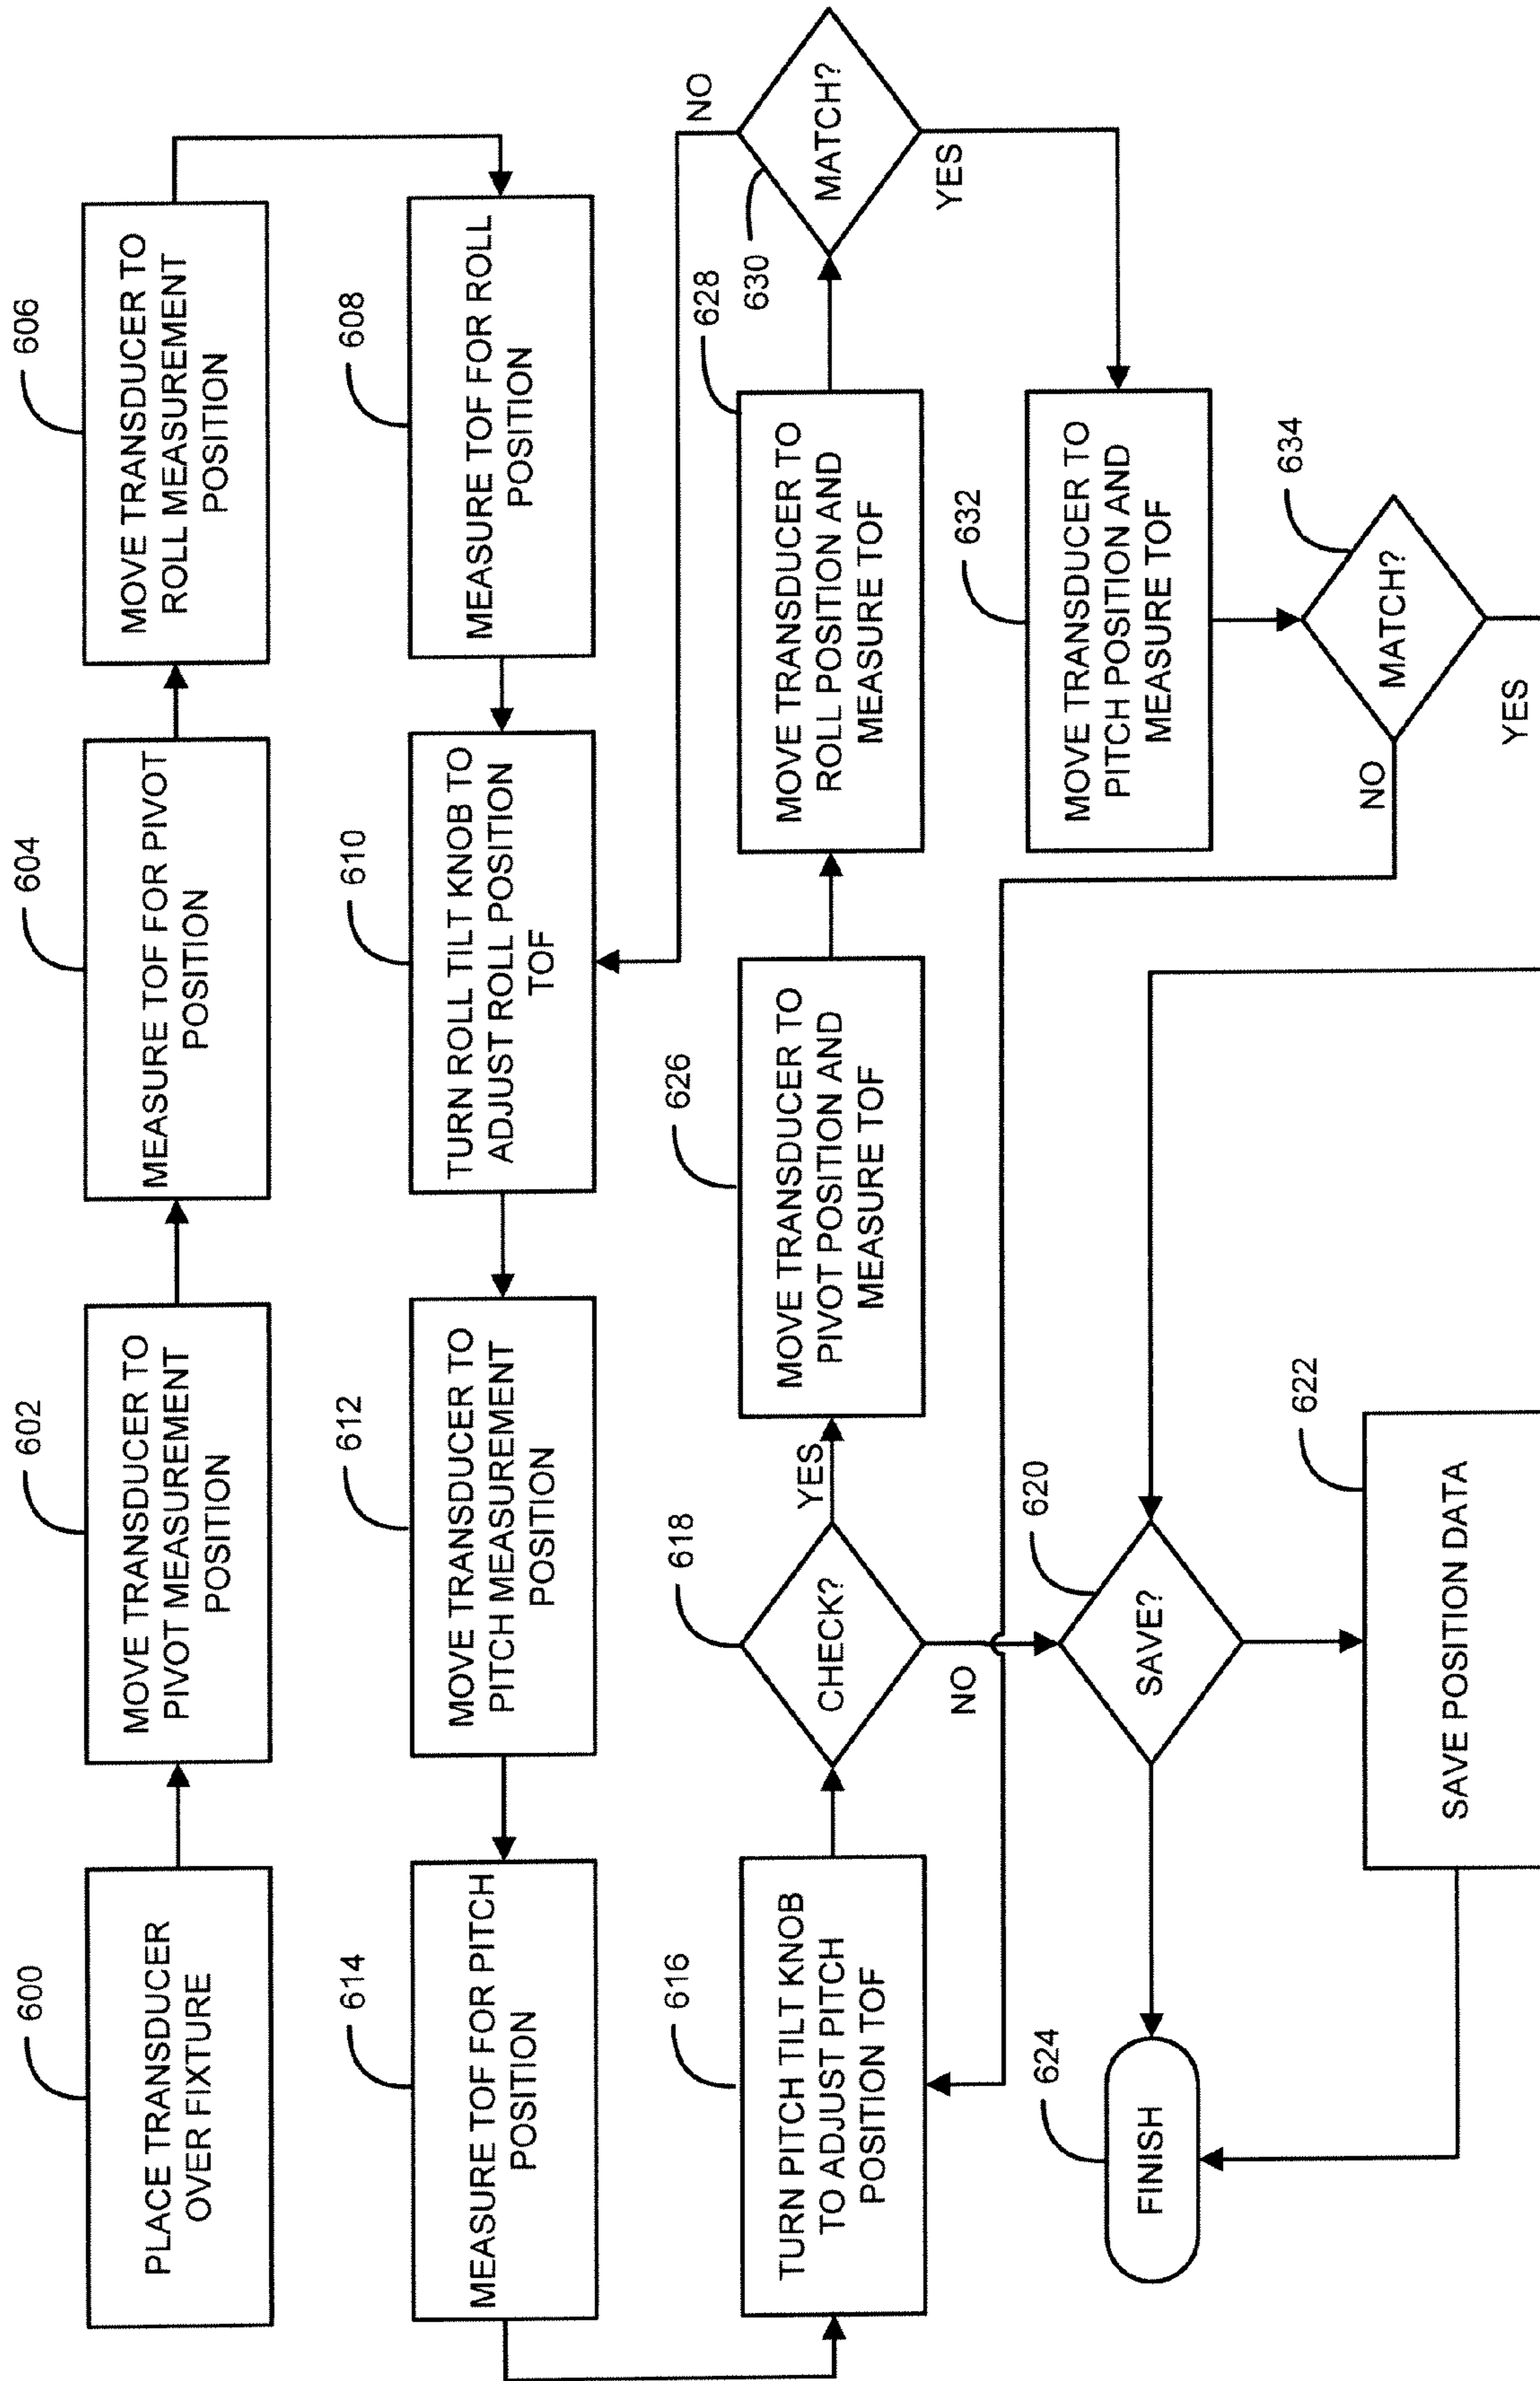 600
PLACE TRANSDUCER
OVER FIXTURE
602
MOVE TRANSDUCER TO
PIVOT MEASUREMENT
POSITION
604
MEASURE TOF FOR PIVOT
POSITION
606
MOVE TRANSDUCER TO
ROLL MEASUREMENT
POSITION
608
MEASURE TOF FOR ROLL
POSITION
610
TURN ROLL TILT KNOB TO
ADJUST ROLL POSITION
TOF
612
MOVE TRANSDUCER TO
PITCH MEASUREMENT
POSITION
614
MEASURE TOF FOR PITCH
POSITION
616
TURN PITCH TILT KNOB
TO ADJUST PITCH
POSITION TOF
618
CHECK?
YES
NO
626
MOVE TRANSDUCER TO
PIVOT POSITION AND
MEASURE TOF
628
MOVE TRANSDUCER TO
ROLL POSITION AND
MEASURE TOF
630
MATCH?
NO
YES
632
MOVE TRANSDUCER TO
PITCH POSITION AND
MEASURE TOF
634
MATCH?
NO
YES
620
SAVE?
622
SAVE POSITION DATA
624
FINISH